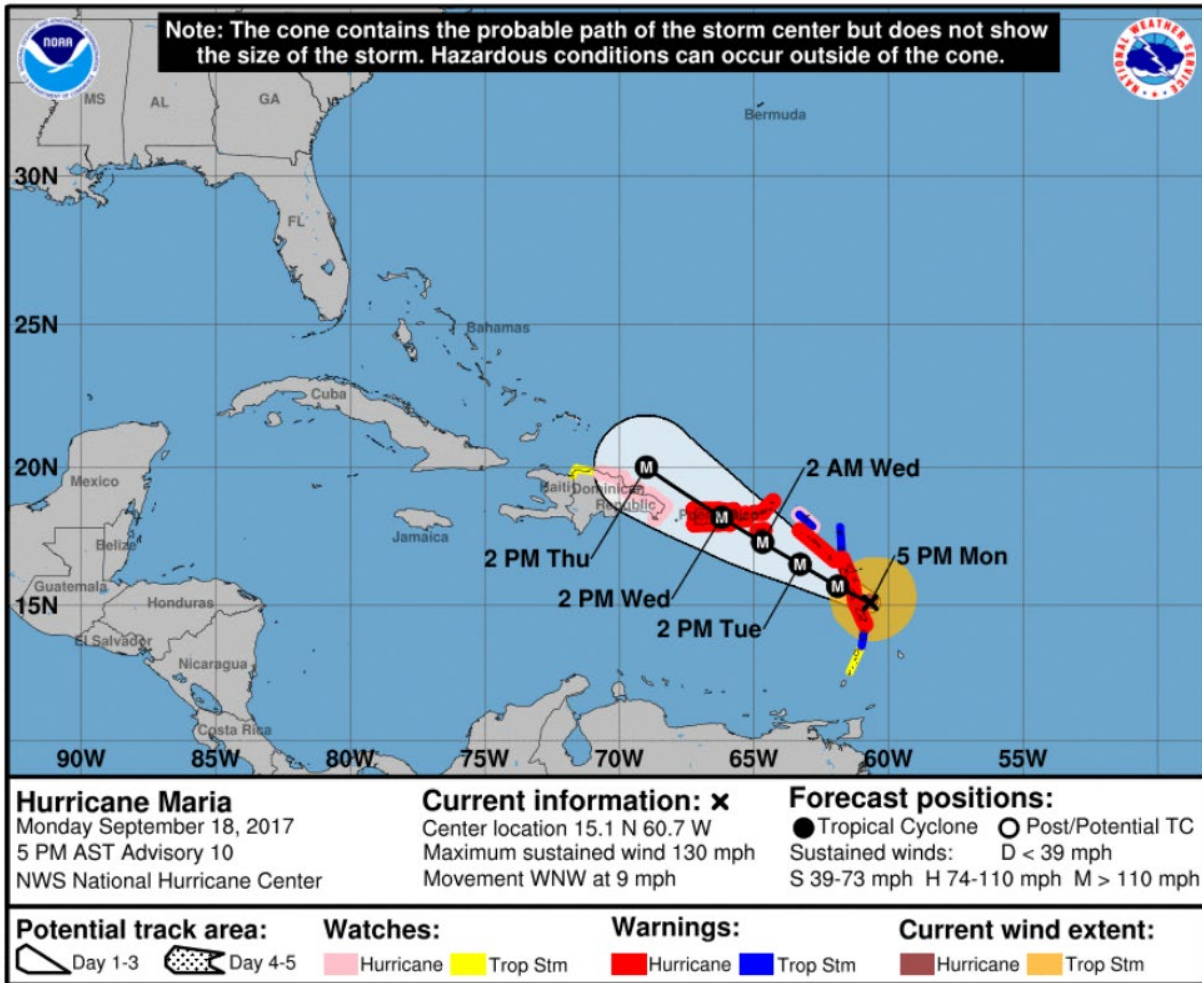 Note: The cone contains the probable path of the storm center but does not show
the size of the storm. Hazardous conditions can occur outside of the cone.
NOAA
NATIONAL WEATHER SERVICE
MS
AL
GA
Bermuda
30N
FL
25N
Bahamas
Cuba
20N
M
2 AM Wed
Mexico
Haiti
Dominican
Republic
M
Jamaica
Belize
M
2 PM Thu
M
5 PM Mon
M
Guatemala
Honduras
2 PM Wed
15N
2 PM Tue
El Salvador
Nicaragua
Costa Rica
90W
85W
80W
75W
70W
65W
60W
55W
Hurricane Maria
Monday September 18, 2017
5 PM AST Advisory 10
NWS National Hurricane Center
Current information: x
Center location 15.1 N 60.7 W
Maximum sustained wind 130 mph
Movement WNW at 9 mph
Forecast positions:
Tropical Cyclone Post/Potential TC
Sustained winds: D < 39 mph
S 39-73 mph H 74-110 mph M > 110 mph
Potential track area:
Day 1-3 Day 4-5
Watches:
Hurricane Trop Stm
Warnings:
Hurricane Trop Stm
Current wind extent:
Hurricane Trop Stm